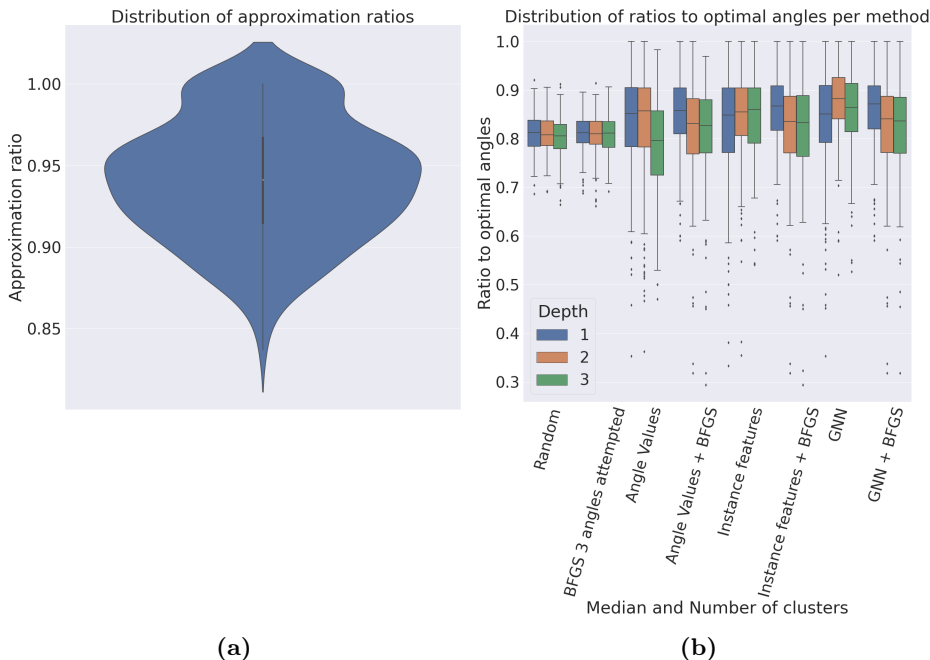 Distribution of approximation ratios
Approximation ratio
1.00
0.95
0.90
0.85
(a)
Distribution of ratios to optimal angles per method
Ratio to optimal angles
1.0
0.9
0.8
0.7
0.6
0.5
0.4
0.3
Depth
1
2
3
Random
BFGS 3 angles attempted
Angle Values
Angle Values + BFGS
Instance features
Instance features + BFGS
GNN
GNN + BFGS
Median and Number of clusters
(b)